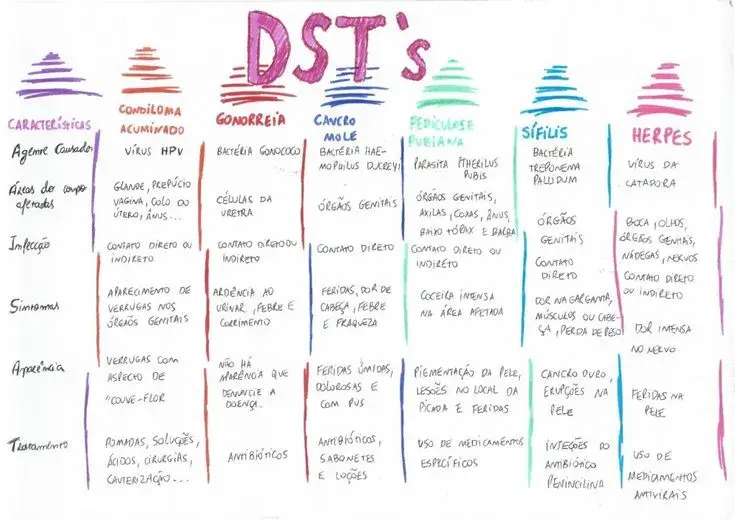 DST's
CARACTERÍSTICAS
CONDILOMA
ACUMINADO
GONORREIA
CANCRO
MOLE
PEDICULOSE
PUBIANA
SÍFILIS
HERPES
Agente Causador
VÍRUS HPV
BACTÉRIA GONOCOCO
BACTÉRIA HAE-
MOPHILUS DUCREYI
PARASITA PTHERILUS
PUBIS
BACTÉRIA
TREPONEMA
PALLIDUM
VÍRUS DA
CATAPORA
Áreas do corpo
afetadas
GLANDE, PREPÚCIO
VAGINA, COLO DO
ÚTERO, ÂNUS...
CÉLULAS DA
URETRA
ÓRGÃOS GENITAIS
ÓRGÃOS GENITAIS,
AXILAS, COXAS, ÂNUS,
BAIXO TÓRAX E BARBA
ÓRGÃOS
GENITAIS
BOCA, OLHOS,
ÓRGÃOS GENITAIS,
NÁDEGAS, NERVOS
Infecção
CONTATO DIRETO OU
INDIRETO
CONTATO DIRETO OU
INDIRETO
CONTATO DIRETO
CONTATO DIRETO OU
INDIRETO
CONTATO
DIRETO
CONTATO DIRETO
OU INDIRETO
Sintomas
APARECIMENTO DE
VERRUGAS NOS
ÓRGÃOS GENITAIS
ARDÊNCIA AO
URINAR, FEBRE E
CORRIMENTO
FERIDAS, DOR DE
CABEÇA, FEBRE
E FRAQUEZA
COCEIRA INTENSA
NA ÁREA AFETADA
DOR NA GARGANTA,
MÚSCULOS OU CABE-
ÇA, PERDA DE PESO
DOR INTENSA
NO NERVO
Aparência
VERRUGAS COM
ASPECTO DE
"COUVE-FLOR
NÃO HÁ
APARÊNCIA QUE
DENUNCIE A
DOENÇA.
FERIDAS ÚMIDAS,
DOLOROSAS E
COM PUS
PIGMENTAÇÃO DA PELE,
LESÕES NO LOCAL DA
PICADA E FERIDAS
CANCRO DURO,
ERUPÇÕES NA
PELE
FERIDAS NA
PELE
Tratamento
POMADAS, SOLUÇÕES,
ÁCIDOS, CIRURGIAS,
CAUTERIZAÇÃO...
ANTIBIÓTICOS
ANTIBIÓTICOS,
SABONETES
E LOÇÕES
USO DE MEDICAMENTOS
ESPECÍFICOS
INJEÇÕES DO
ANTIBIÓTICO
PENINCILINA
USO DE
MEDICAMENTOS
ANTIVIRAIS